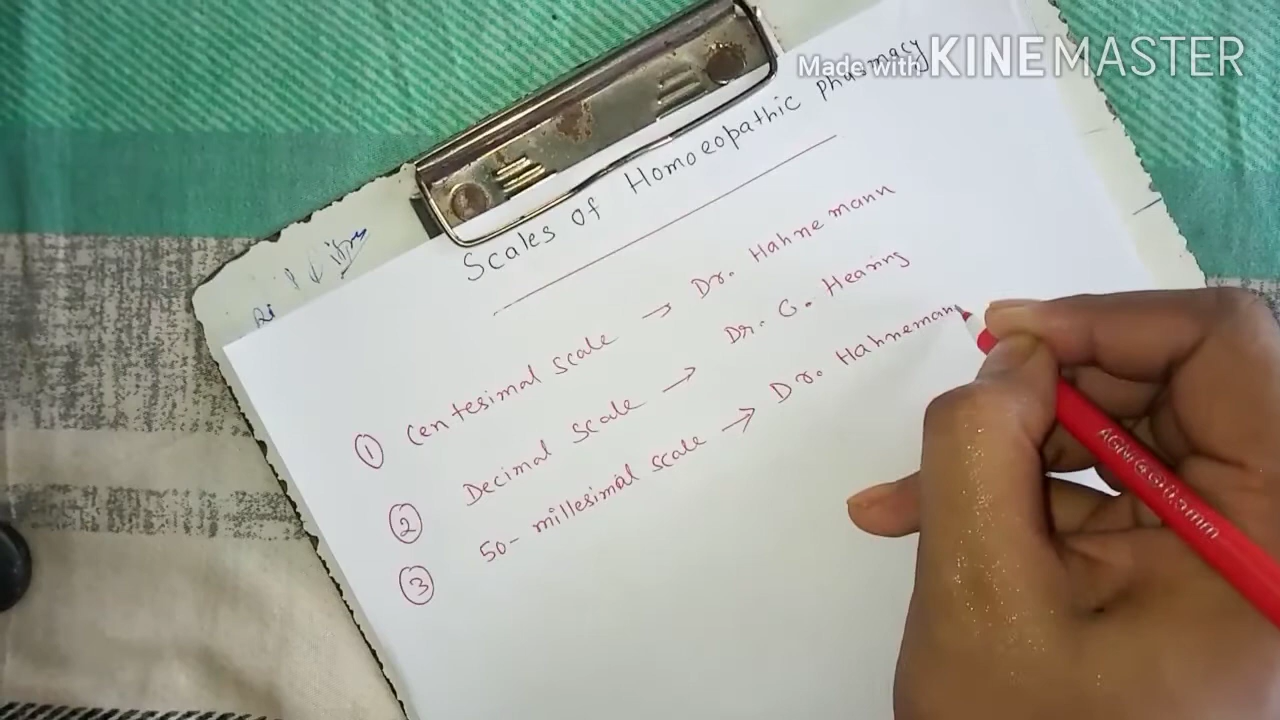 Made with KINEMASTER
Scales of Homoeopathic pharmacy
① Centesimal scale → Dr. Hahnemann
② Decimal scale → Dr. C. Hearing
③ 50- millesimal scale → Dr. Hahnemann